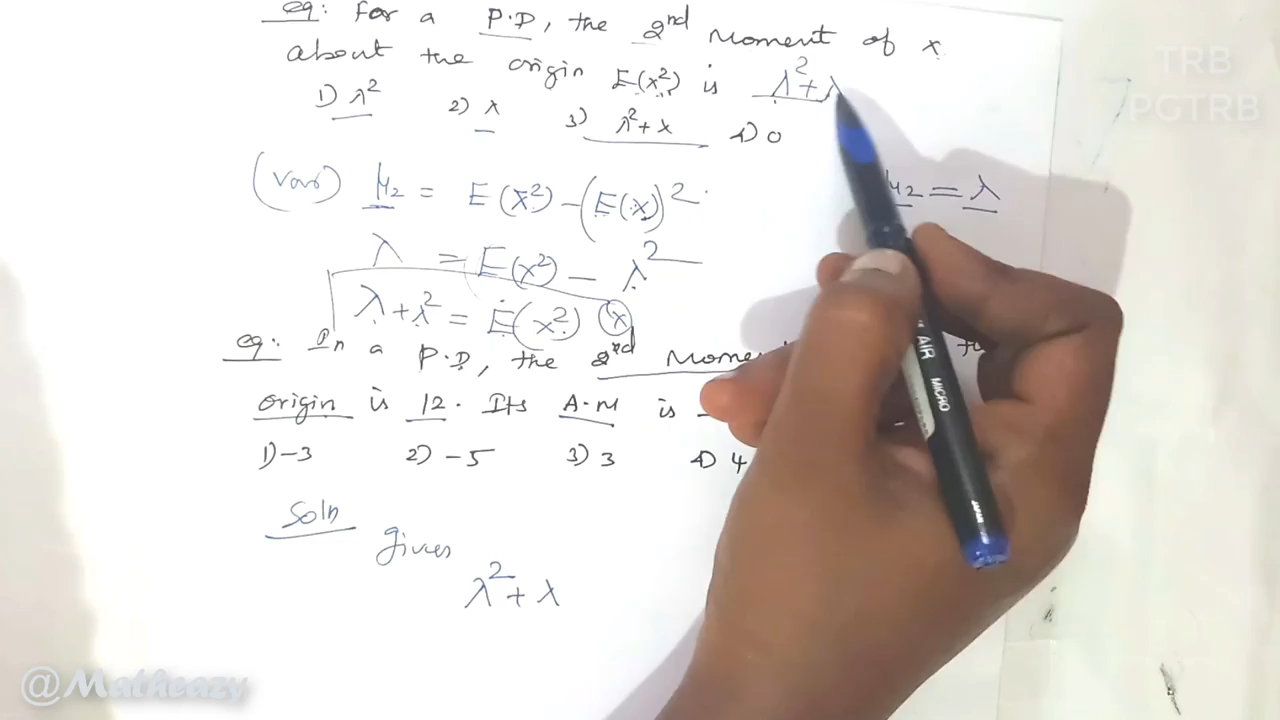 eg: For a P.D, the 2nd Moment of x
about the origin E(x²) is λ²+λ
1) λ² 2) λ 3) λ²+λ 4) 0
(Var) μ₂ = E(x²) - (E(x))²
μ₂ = λ
λ = E(x²) - λ²
λ+λ² = E(x²)
eg: In a P.D, the 2nd Moment
origin is 12. Its A.M is
1) -3 2) -5 3) 3 4) 4
Soln
given
λ²+λ
TRB
PGTRB
@Matheazy